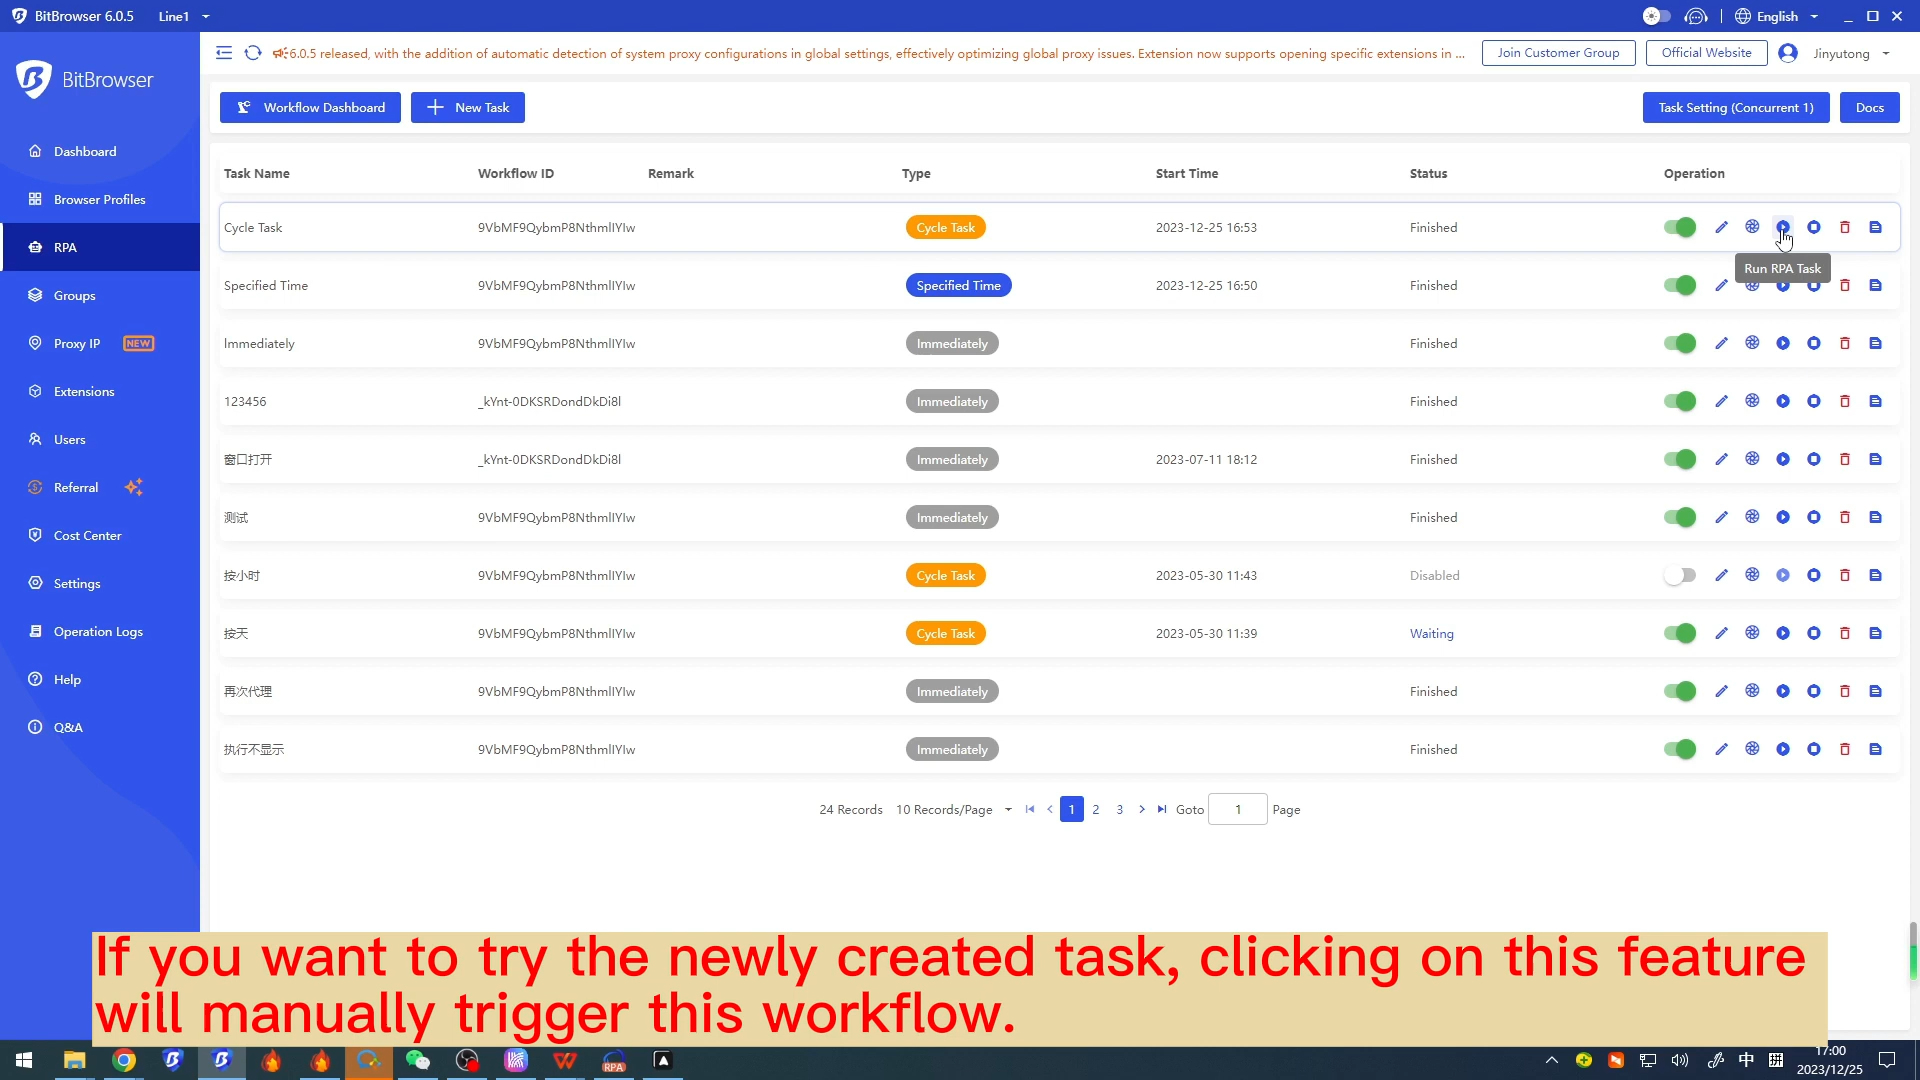 BitBrowser 6.0.5 Line1 English
6.0.5 released, with the addition of automatic detection of system proxy configurations in global settings, effectively optimizing global proxy issues. Extension now supports opening specific extensions in ... Join Customer Group Official Website Jinyutong
BitBrowser
Workflow Dashboard New Task Task Setting (Concurrent 1) Docs
Dashboard
Browser Profiles
RPA
Groups
Proxy IP NEW
Extensions
Users
Referral
Cost Center
Settings
Operation Logs
Help
Q&A
Task Name Workflow ID Remark Type Start Time Status Operation
Cycle Task 9VbMF9QybmP8NthmlIYIw Cycle Task 2023-12-25 16:53 Finished
Run RPA Task
Specified Time 9VbMF9QybmP8NthmlIYIw Specified Time 2023-12-25 16:50 Finished
Immediately 9VbMF9QybmP8NthmlIYIw Immediately Finished
123456 _kYnt-0DKSRDondDkDi8l Immediately Finished
窗口打开 _kYnt-0DKSRDondDkDi8l Immediately 2023-07-11 18:12 Finished
测试 9VbMF9QybmP8NthmlIYIw Immediately Finished
按小时 9VbMF9QybmP8NthmlIYIw Cycle Task 2023-05-30 11:43 Disabled
按天 9VbMF9QybmP8NthmlIYIw Cycle Task 2023-05-30 11:39 Waiting
再次代理 9VbMF9QybmP8NthmlIYIw Immediately Finished
执行不显示 9VbMF9QybmP8NthmlIYIw Immediately Finished
24 Records 10 Records/Page 1 2 3 Goto 1 Page
If you want to try the newly created task, clicking on this feature
will manually trigger this workflow.
RPA 中 拼 17:00
2023/12/25